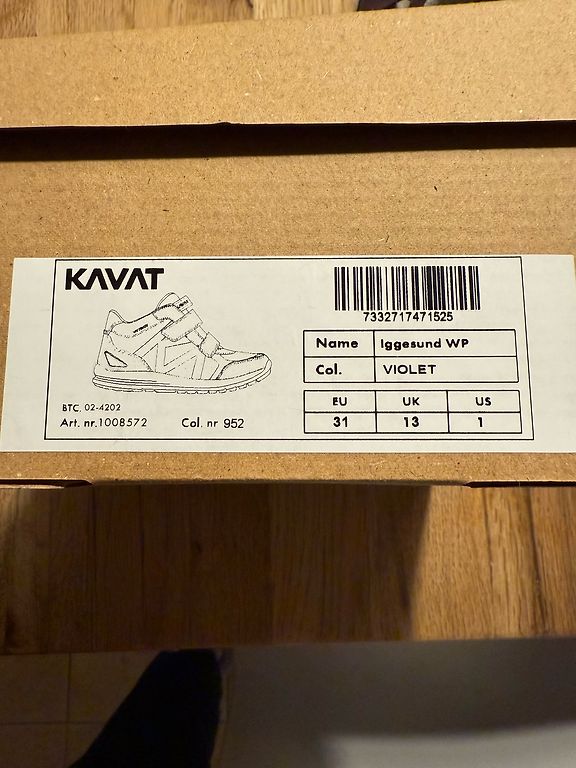 KAVAT
7332717471525
Name Iggesund WP
Col. VIOLET
EU UK US
31 13 1
BTC. 02-4202
Art. nr.1008572 Col. nr 952